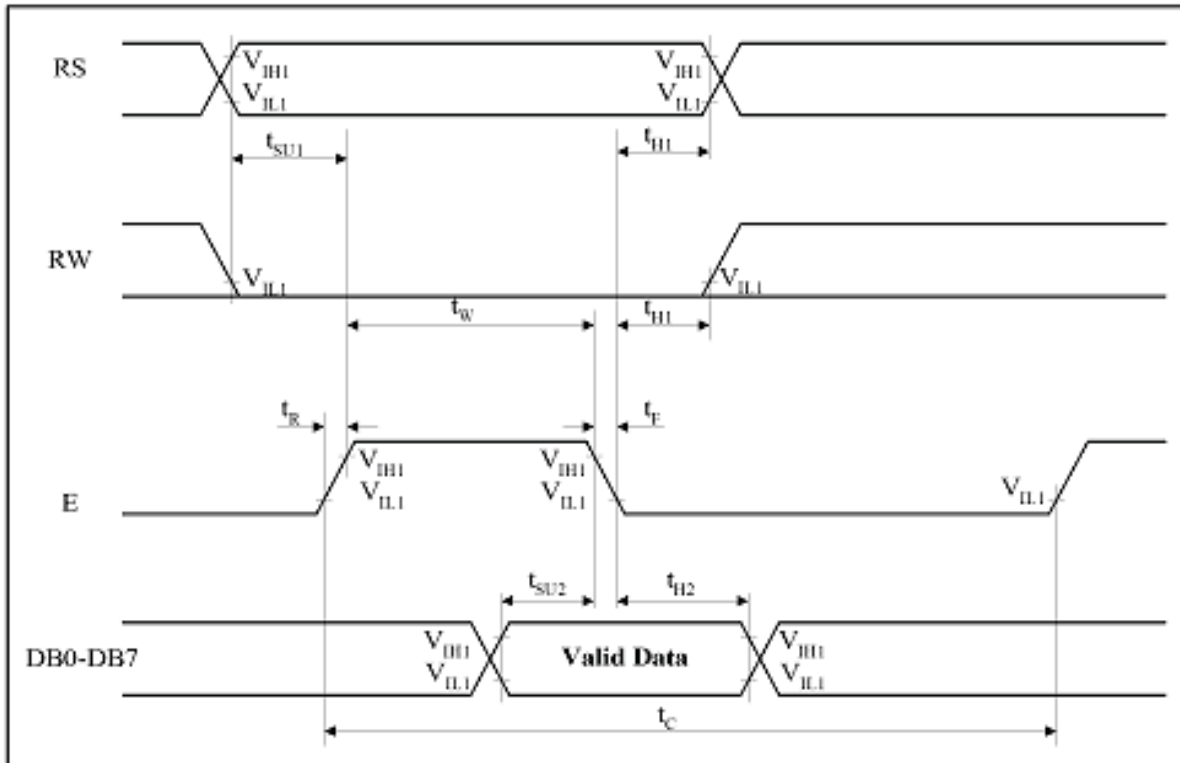 RS
V_IH1
V_IL1
V_IH1
V_IL1
t_SU1
t_H1
RW
V_IL1
V_IL1
t_W
t_H1
t_R
t_F
E
V_IH1
V_IL1
V_IH1
V_IL1
V_IL1
t_SU2
t_H2
DB0-DB7
V_IH1
V_IL1
Valid Data
V_IH1
V_IL1
t_C